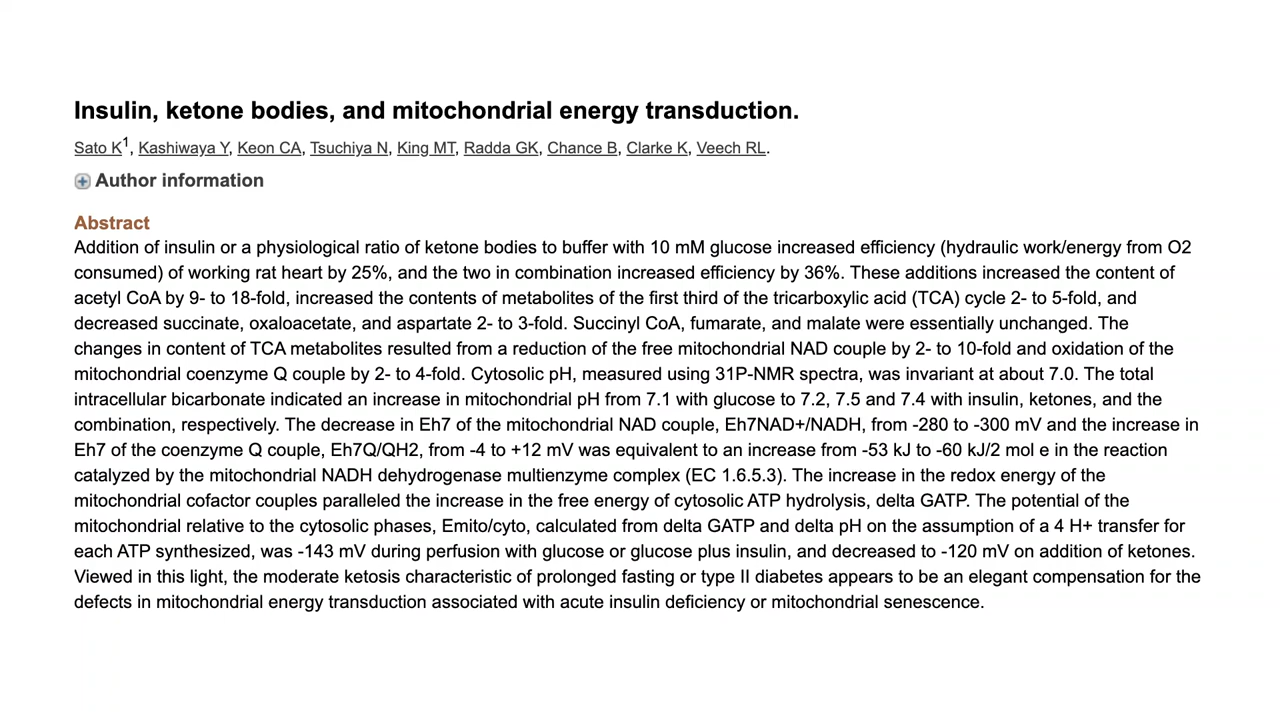 Insulin, ketone bodies, and mitochondrial energy transduction.
Sato K1, Kashiwaya Y, Keon CA, Tsuchiya N, King MT, Radda GK, Chance B, Clarke K, Veech RL.
Author information
Abstract
Addition of insulin or a physiological ratio of ketone bodies to buffer with 10 mM glucose increased efficiency (hydraulic work/energy from O2
consumed) of working rat heart by 25%, and the two in combination increased efficiency by 36%. These additions increased the content of
acetyl CoA by 9- to 18-fold, increased the contents of metabolites of the first third of the tricarboxylic acid (TCA) cycle 2- to 5-fold, and
decreased succinate, oxaloacetate, and aspartate 2- to 3-fold. Succinyl CoA, fumarate, and malate were essentially unchanged. The
changes in content of TCA metabolites resulted from a reduction of the free mitochondrial NAD couple by 2- to 10-fold and oxidation of the
mitochondrial coenzyme Q couple by 2- to 4-fold. Cytosolic pH, measured using 31P-NMR spectra, was invariant at about 7.0. The total
intracellular bicarbonate indicated an increase in mitochondrial pH from 7.1 with glucose to 7.2, 7.5 and 7.4 with insulin, ketones, and the
combination, respectively. The decrease in Eh7 of the mitochondrial NAD couple, Eh7NAD+/NADH, from -280 to -300 mV and the increase in
Eh7 of the coenzyme Q couple, Eh7Q/QH2, from -4 to +12 mV was equivalent to an increase from -53 kJ to -60 kJ/2 mol e in the reaction
catalyzed by the mitochondrial NADH dehydrogenase multienzyme complex (EC 1.6.5.3). The increase in the redox energy of the
mitochondrial cofactor couples paralleled the increase in the free energy of cytosolic ATP hydrolysis, delta GATP. The potential of the
mitochondrial relative to the cytosolic phases, Emito/cyto, calculated from delta GATP and delta pH on the assumption of a 4 H+ transfer for
each ATP synthesized, was -143 mV during perfusion with glucose or glucose plus insulin, and decreased to -120 mV on addition of ketones.
Viewed in this light, the moderate ketosis characteristic of prolonged fasting or type II diabetes appears to be an elegant compensation for the
defects in mitochondrial energy transduction associated with acute insulin deficiency or mitochondrial senescence.